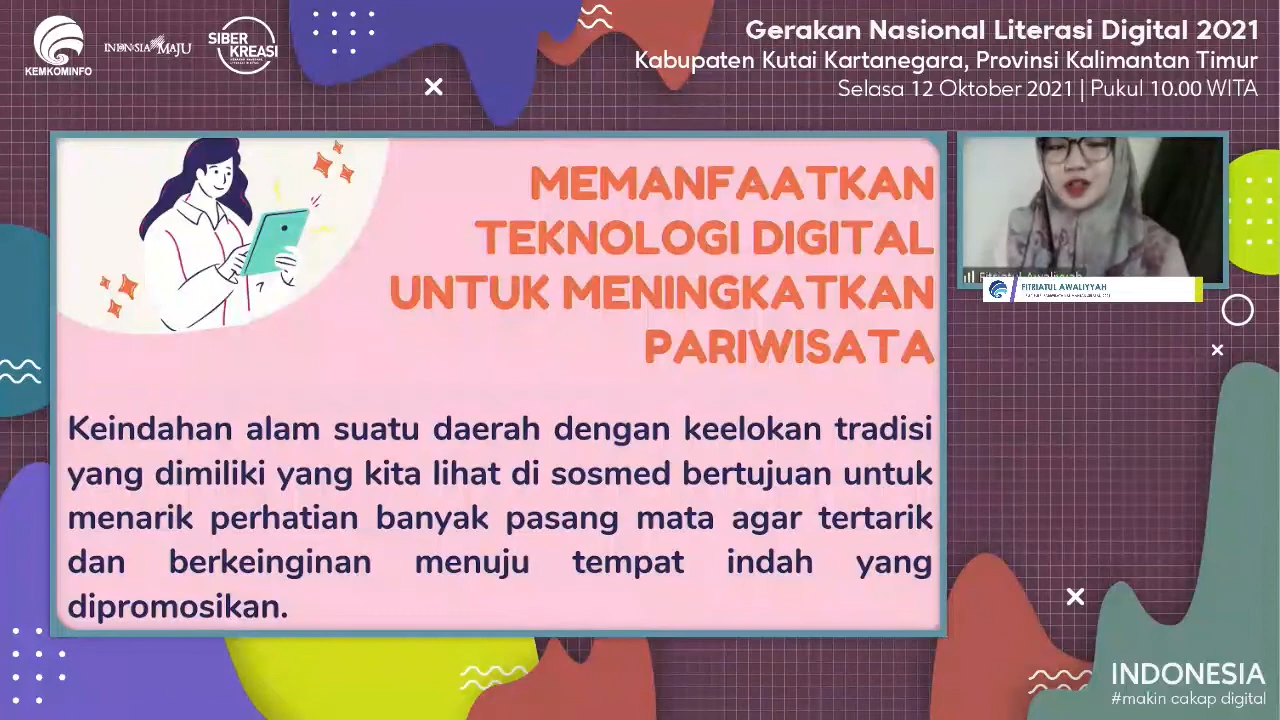 KEMKOMINFO
INDONESIA MAJU
SIBER
KREASI
Gerakan Nasional Literasi Digital 2021
Kabupaten Kutai Kartanegara, Provinsi Kalimantan Timur
Selasa 12 Oktober 2021 | Pukul 10.00 WITA
MEMANFAATKAN
TEKNOLOGI DIGITAL
UNTUK MENINGKATKAN
PARIWISATA
Keindahan alam suatu daerah dengan keelokan tradisi
yang dimiliki yang kita lihat di sosmed bertujuan untuk
menarik perhatian banyak pasang mata agar tertarik
dan berkeinginan menuju tempat indah yang
dipromosikan.
Fitriatul Awaliyyah
FITRIATUL AWALIYYAH
INDONESIA
#makin cakap digital